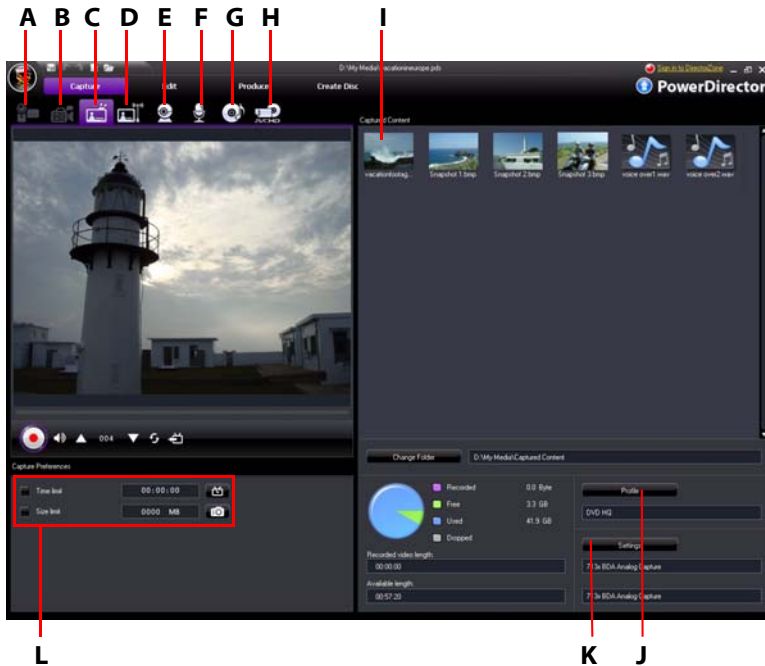 A B C D E F G H I
D:\My Media\vacationineurope.pds
Sign in to DirectorZone
Capture Edit Produce Create Disc
PowerDirector
AVCHD
Captured Content
vacationfootag... Snapshot 1.bmp Snapshot 2.bmp Snapshot 3.bmp voice over1.wav voice over2.wav
004
Change Folder D:\My Media\Captured Content
Capture Preferences
Time limit 00:00:00
Size limit 0000 MB
Recorded 0.0 Byte
Free 3.3 GB
Used 41.9 GB
Dropped
Recorded video length:
00:00:00
Available length:
00:57:20
Profile
DVD HQ
Settings
713x BDA Analog Capture
713x BDA Analog Capture
L K J